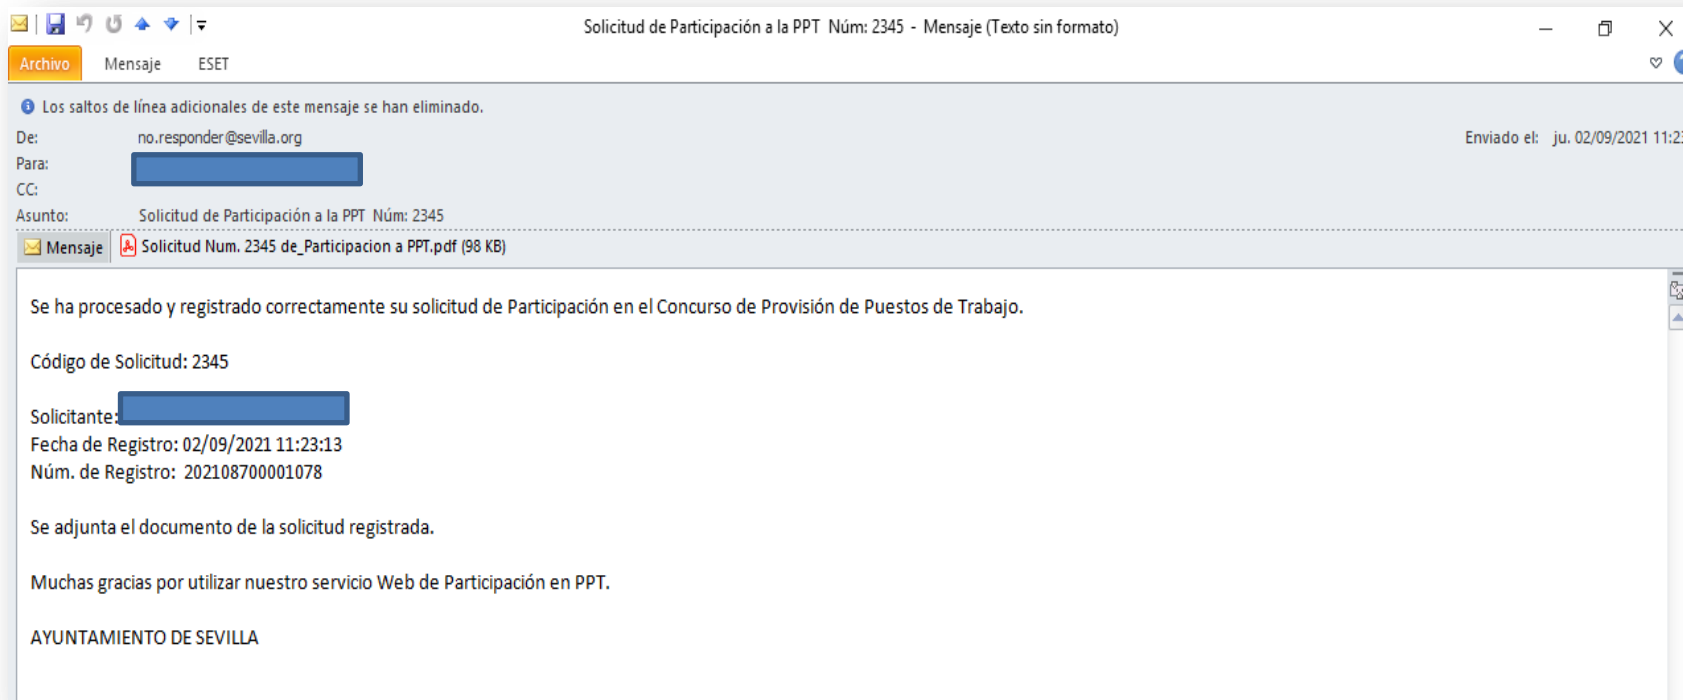 Solicitud de Participación a la PPT Núm: 2345 - Mensaje (Texto sin formato)
Archivo Mensaje ESET
Los saltos de línea adicionales de este mensaje se han eliminado.
De: no.responder@sevilla.org Enviado el: ju. 02/09/2021 11:23
Para:
CC:
Asunto: Solicitud de Participación a la PPT Núm: 2345
Mensaje Solicitud Num. 2345 de_Participacion a PPT.pdf (98 KB)
Se ha procesado y registrado correctamente su solicitud de Participación en el Concurso de Provisión de Puestos de Trabajo.
Código de Solicitud: 2345
Solicitante:
Fecha de Registro: 02/09/2021 11:23:13
Núm. de Registro: 202108700001078
Se adjunta el documento de la solicitud registrada.
Muchas gracias por utilizar nuestro servicio Web de Participación en PPT.
AYUNTAMIENTO DE SEVILLA